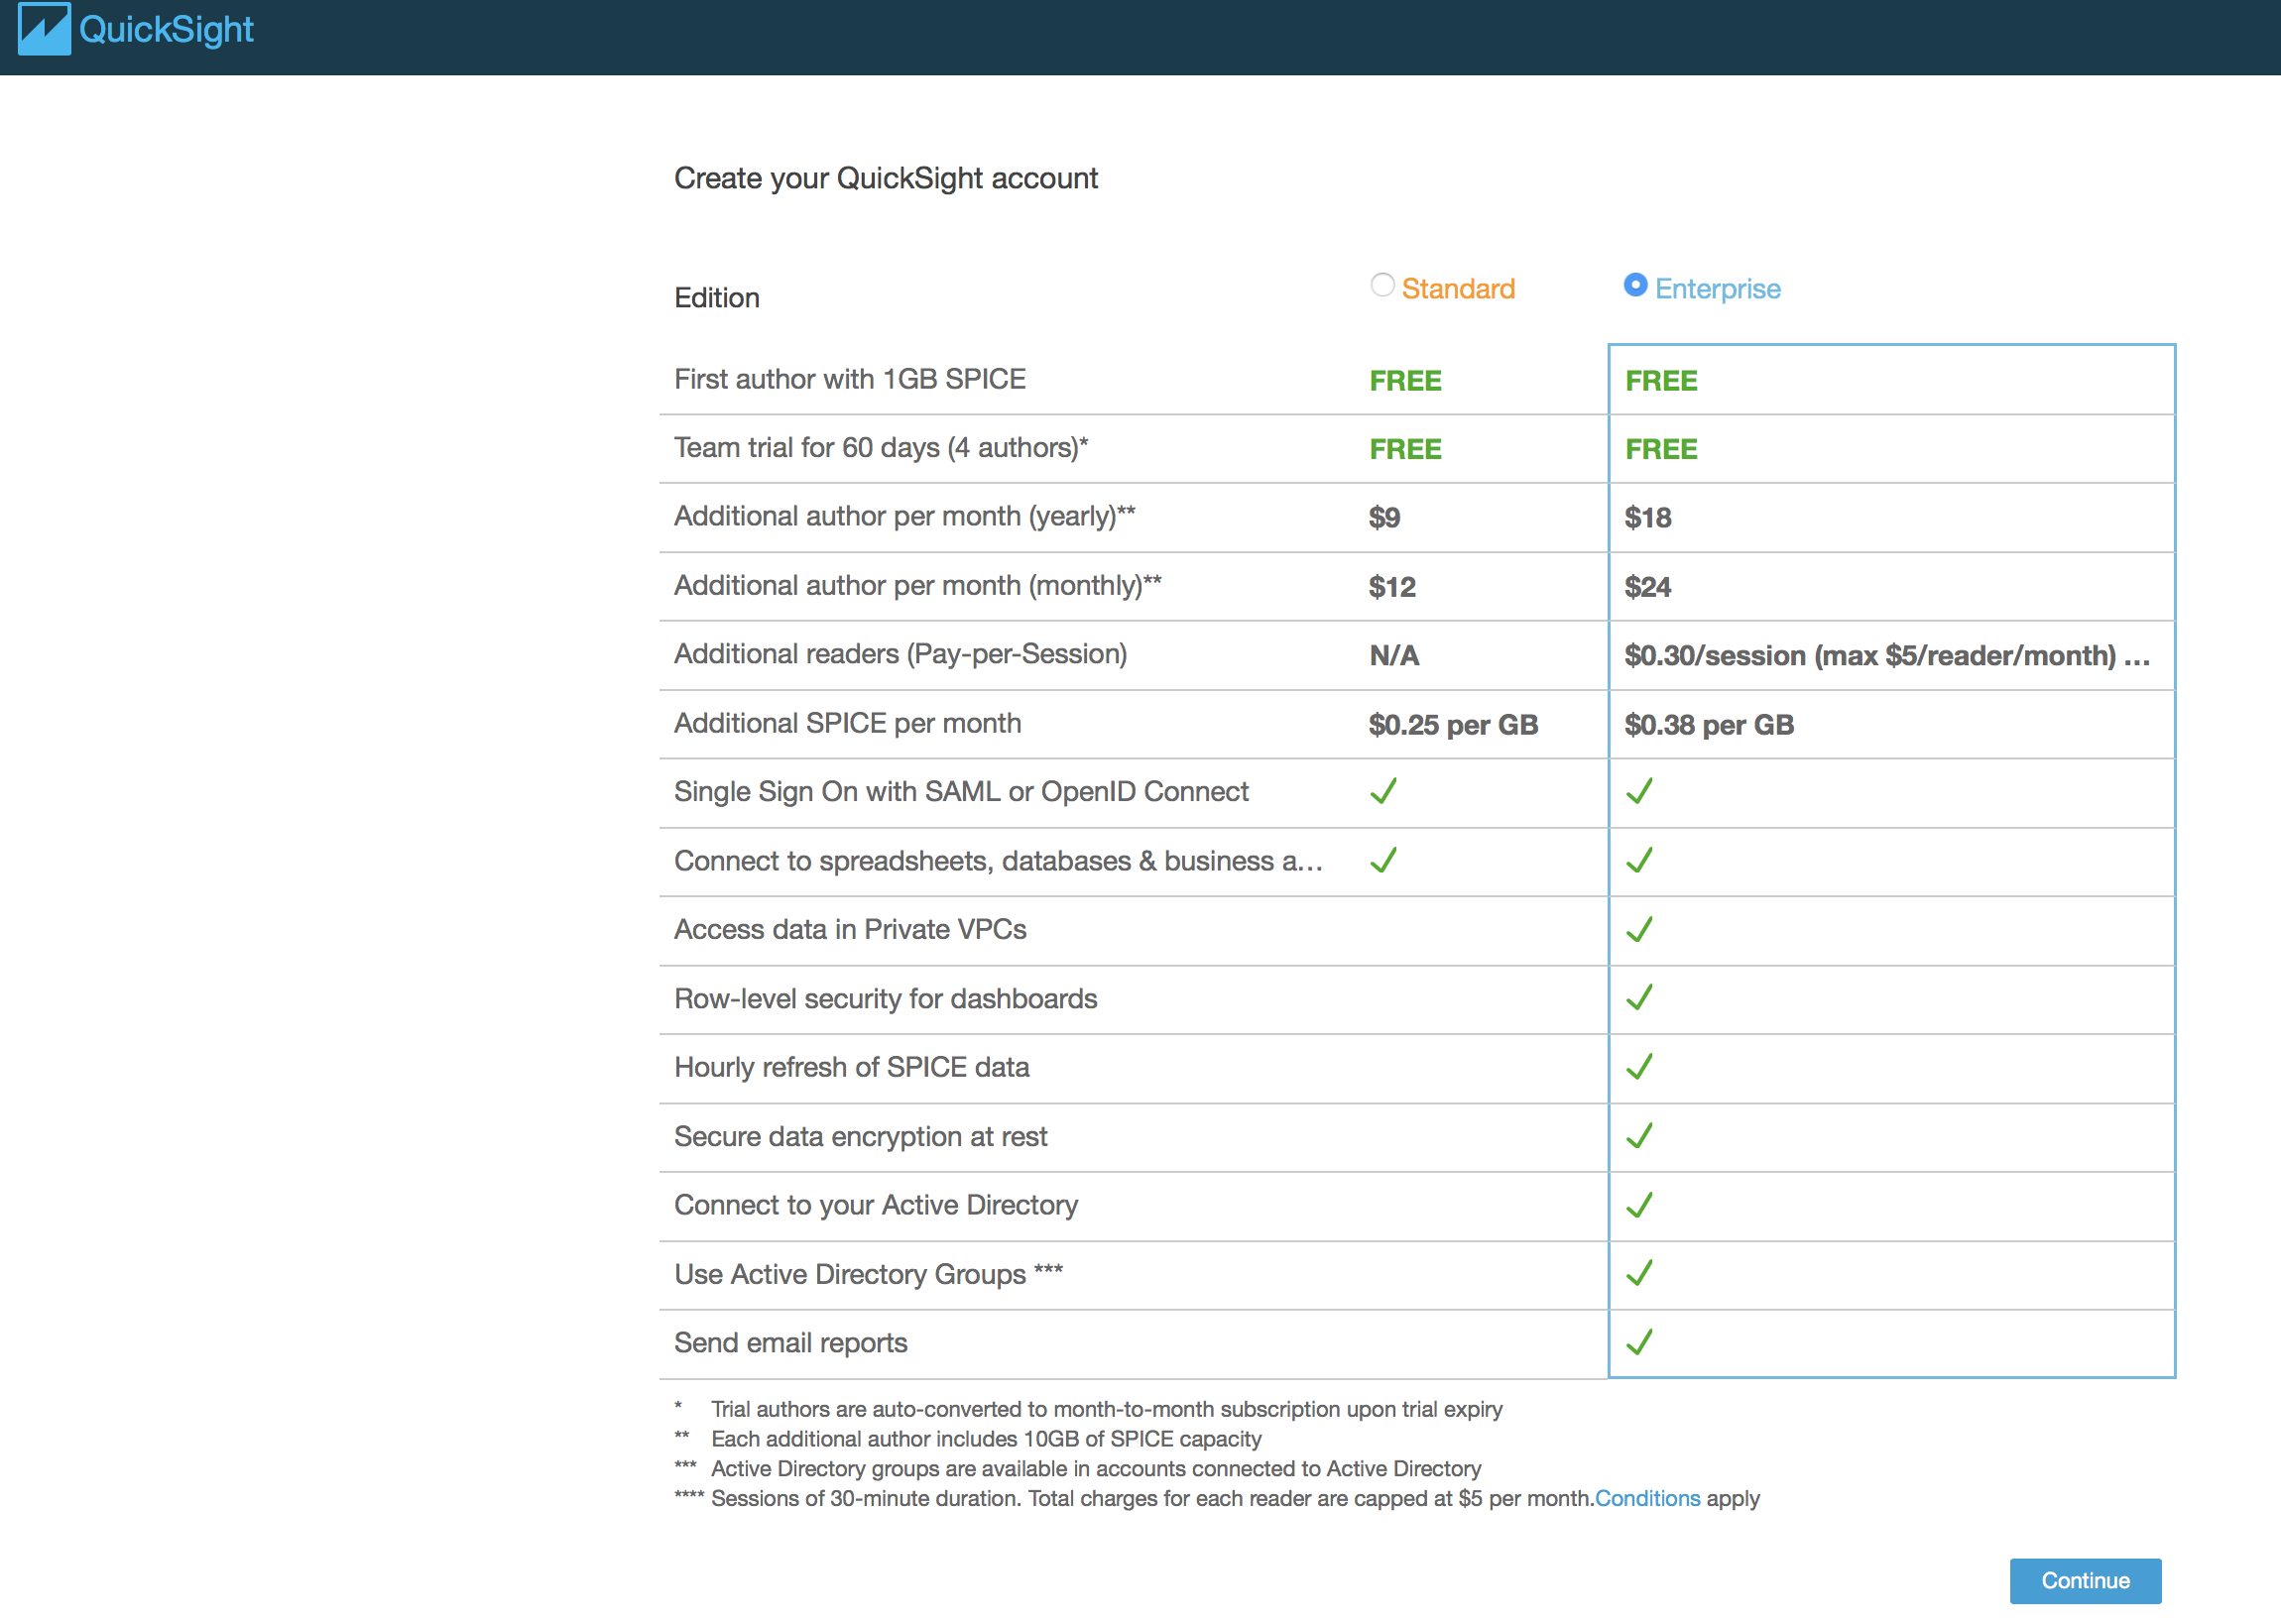 QuickSight
Create your QuickSight account
Edition Standard Enterprise
First author with 1GB SPICE FREE FREE
Team trial for 60 days (4 authors)* FREE FREE
Additional author per month (yearly)** $9 $18
Additional author per month (monthly)** $12 $24
Additional readers (Pay-per-Session) N/A $0.30/session (max $5/reader/month) ...
Additional SPICE per month $0.25 per GB $0.38 per GB
Single Sign On with SAML or OpenID Connect
Connect to spreadsheets, databases & business a...
Access data in Private VPCs
Row-level security for dashboards
Hourly refresh of SPICE data
Secure data encryption at rest
Connect to your Active Directory
Use Active Directory Groups ***
Send email reports
* Trial authors are auto-converted to month-to-month subscription upon trial expiry
** Each additional author includes 10GB of SPICE capacity
*** Active Directory groups are available in accounts connected to Active Directory
**** Sessions of 30-minute duration. Total charges for each reader are capped at $5 per month.Conditions apply
Continue